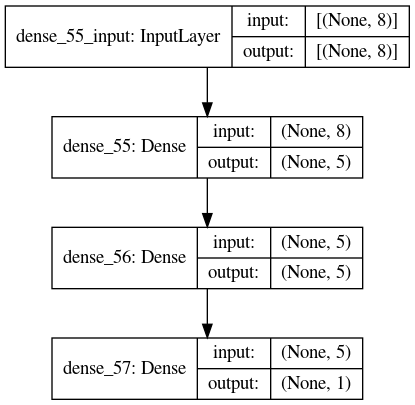 dense_55_input: InputLayer
input: [(None, 8)]
output: [(None, 8)]
dense_55: Dense
input: (None, 8)
output: (None, 5)
dense_56: Dense
input: (None, 5)
output: (None, 5)
dense_57: Dense
input: (None, 5)
output: (None, 1)